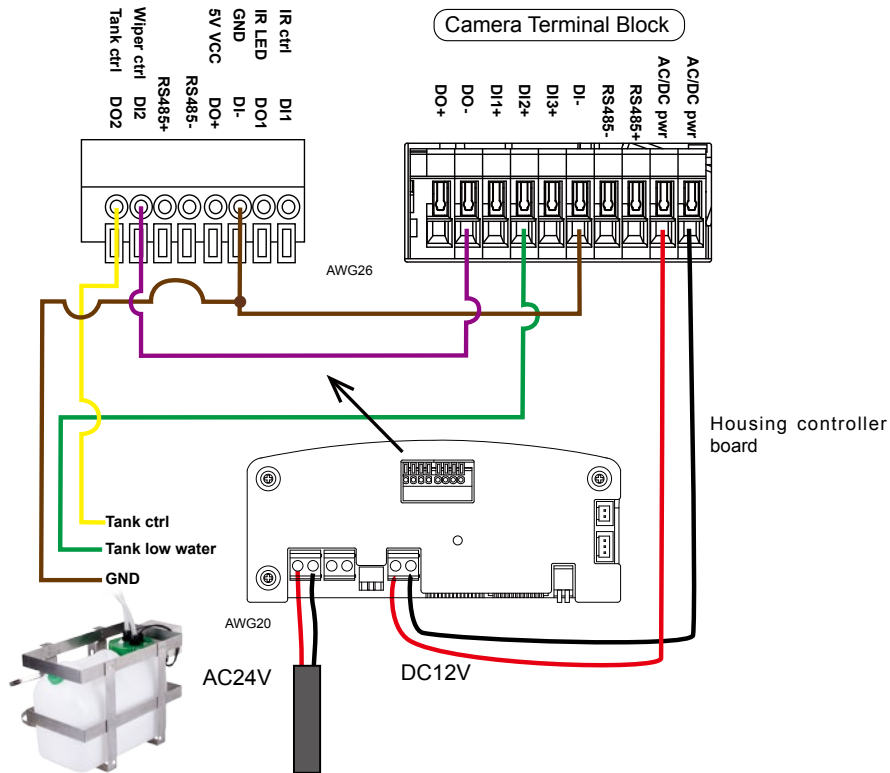 Camera Terminal Block
Tank ctrl DO2
Wiper ctrl DI2
RS485+
RS485-
5V VCC DO+
GND DI-
IR LED DO1
IR ctrl DI1
DO+
DO-
DI1+
DI2+
DI3+
DI-
RS485-
RS485+
AC/DC pwr
AC/DC pwr
AWG26
Housing controller
board
Tank ctrl
Tank low water
GND
AWG20
AC24V
DC12V